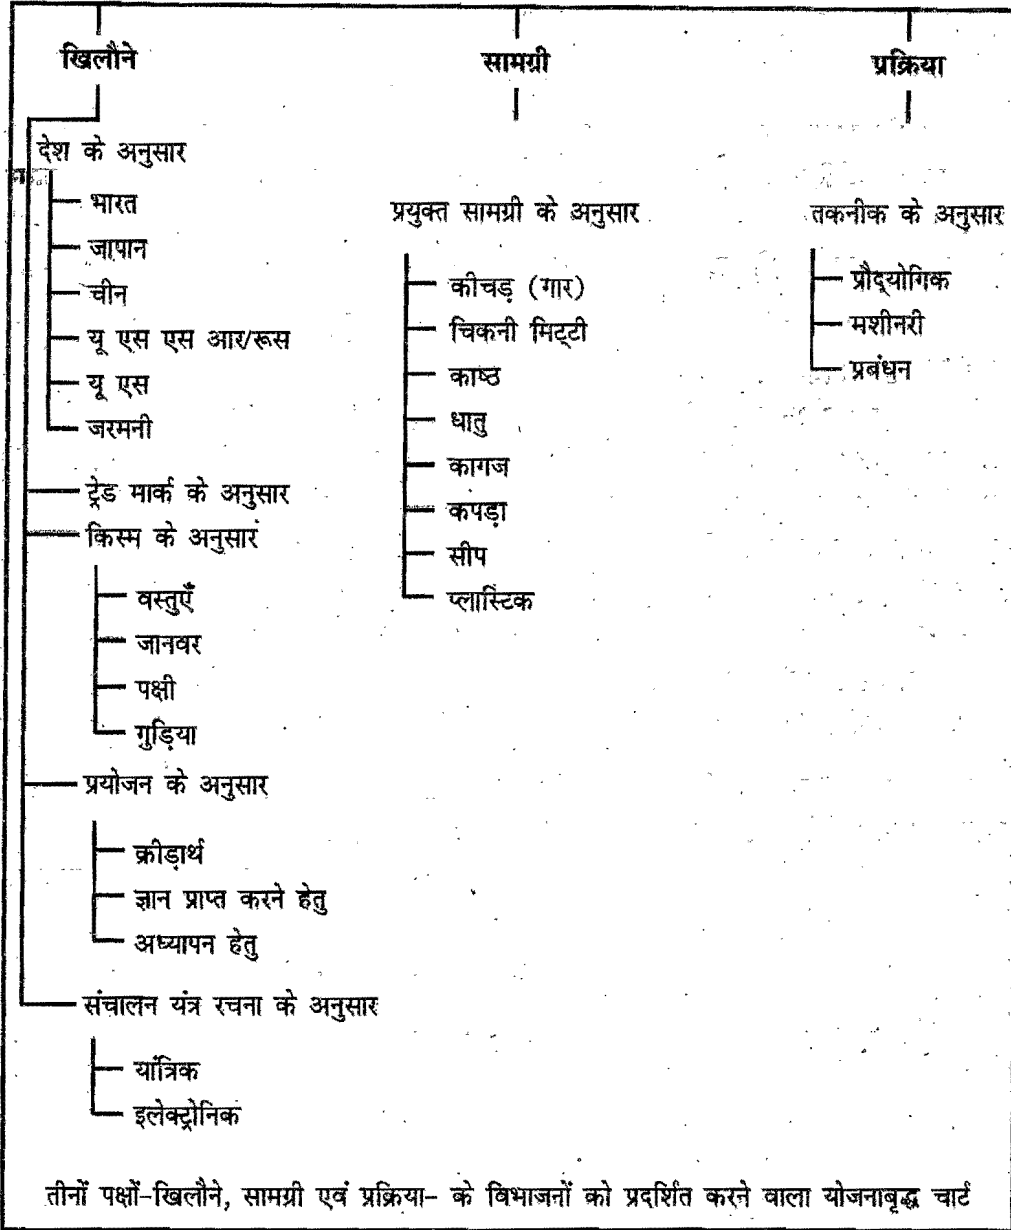 खिलौने
देश के अनुसार
भारत
जापान
चीन
यू एस एस आर/रूस
यू एस
जरमनी
ट्रेड मार्क के अनुसार
किस्म के अनुसार
वस्तुएँ
जानवर
पक्षी
गुड़िया
प्रयोजन के अनुसार
क्रीड़ार्थ
ज्ञान प्राप्त करने हेतु
अध्यापन हेतु
संचालन यंत्र रचना के अनुसार
यांत्रिक
इलेक्ट्रोनिक
सामग्री
प्रयुक्त सामग्री के अनुसार
कीचड़ (गार)
चिकनी मिट्‌टी
काष्ठ
धातु
कागज
कपड़ा
सीप
प्लास्टिक
प्रक्रिया
तकनीक के अनुसार
प्रौद्‌योगिक
मशीनरी
प्रबंधन
तीनों पक्षों-खिलौने, सामग्री एवं प्रक्रिया- के विभाजनों को प्रदर्शित करने वाला योजनाबद्ध चार्ट